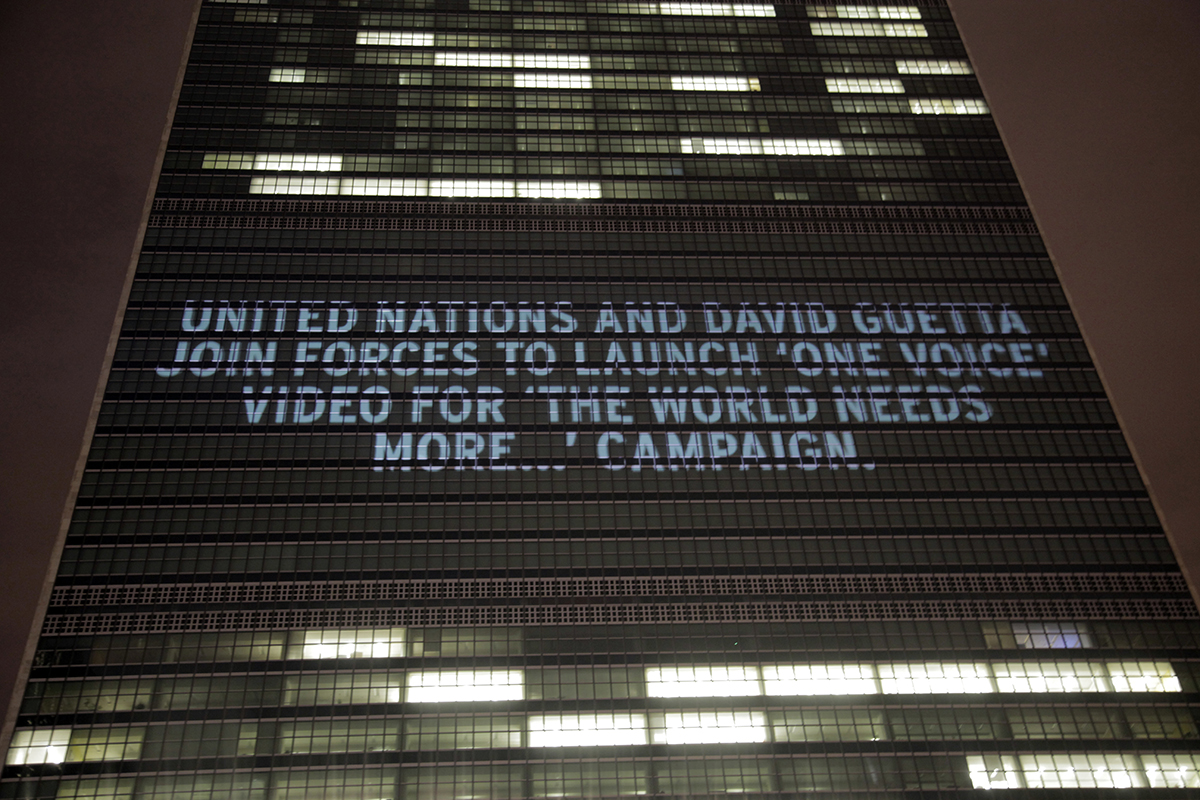 UNITED NATIONS AND DAVID GUETTA
JOIN FORCES TO LAUNCH 'ONE VOICE'
VIDEO FOR 'THE WORLD NEEDS
MORE...' CAMPAIGN.